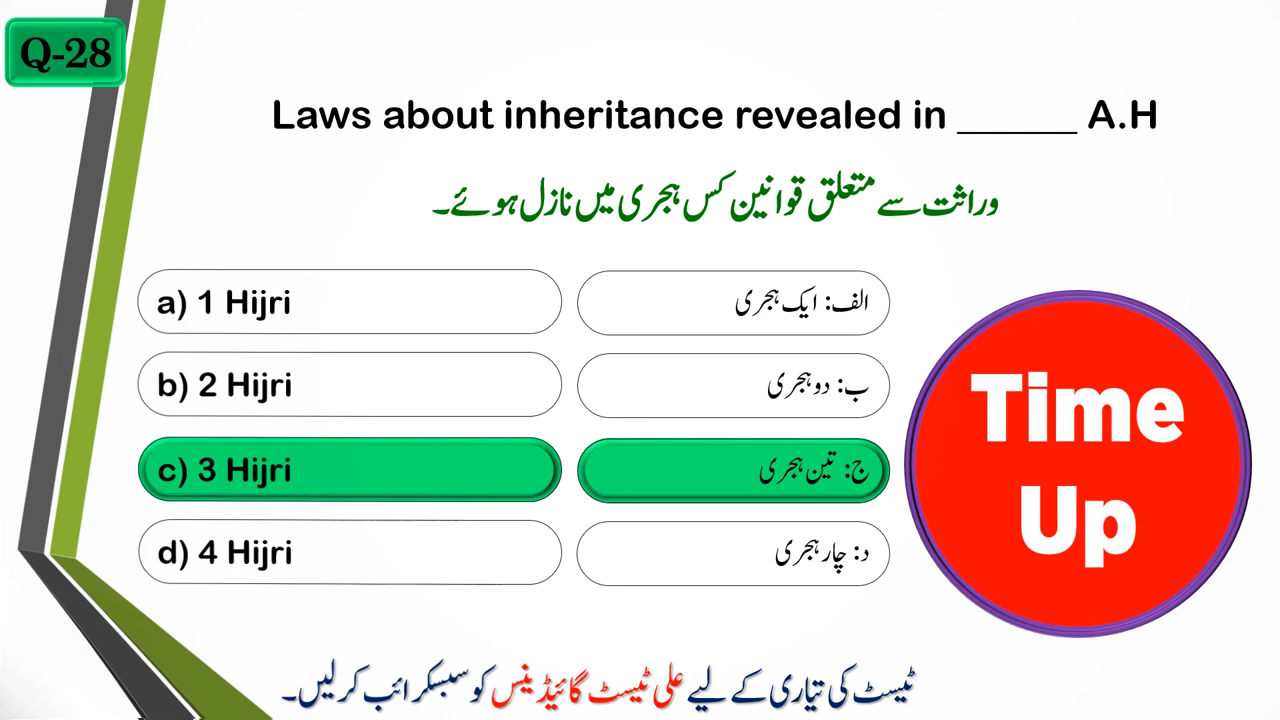 Q-28
Laws about inheritance revealed in ______ A.H
وراثت سے متعلق قوانین کس ہجری میں نازل ہوئے۔
a) 1 Hijri
الف: ایک ہجری
b) 2 Hijri
ب: دو ہجری
c) 3 Hijri
ج: تین ہجری
d) 4 Hijri
د: چار ہجری
Time
Up
ٹیسٹ کی تیاری کے لیے علی ٹیسٹ گائیڈینس کو سبسکرائب کرلیں۔